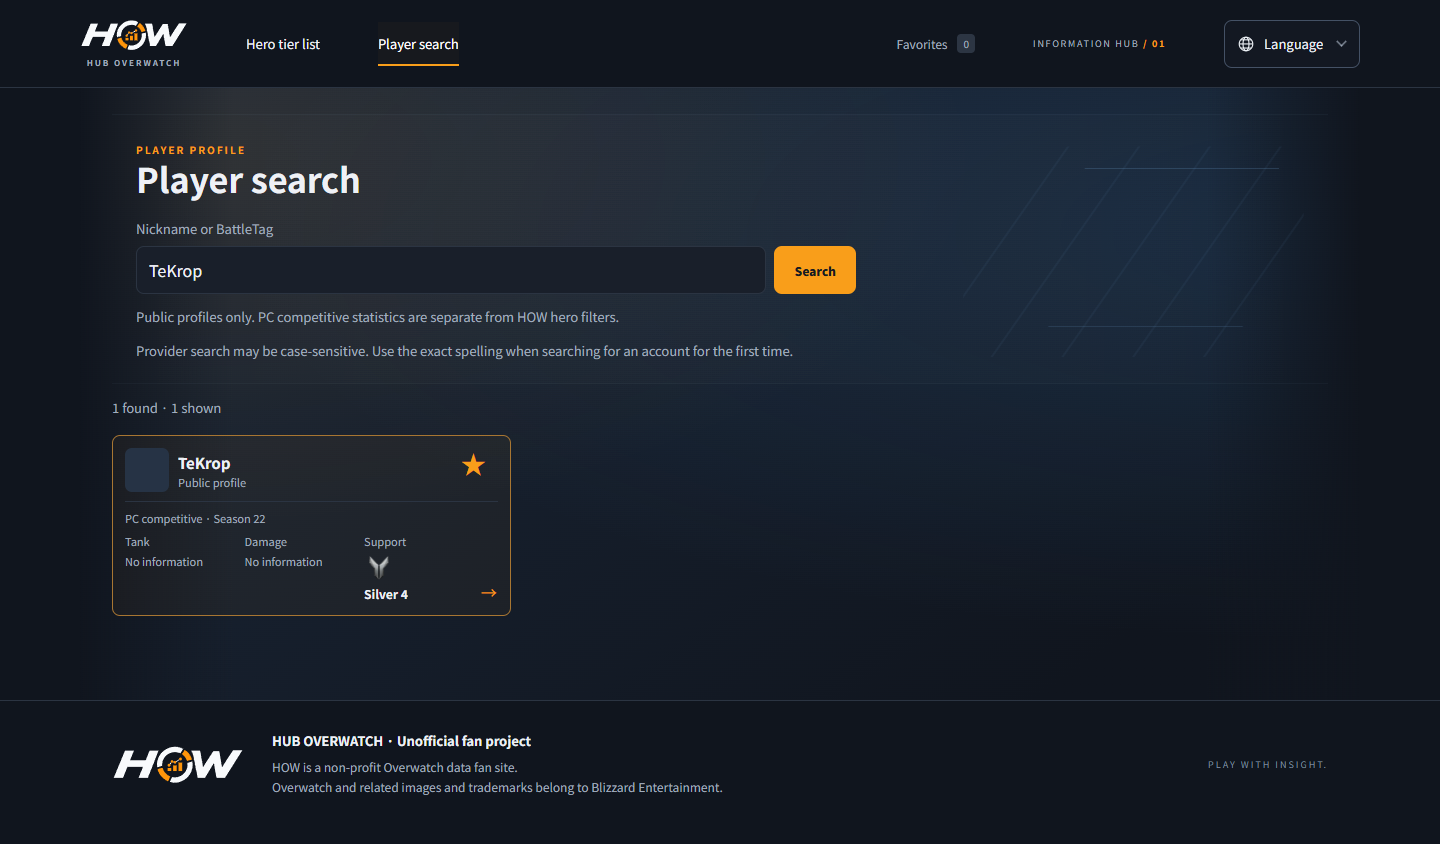 HOW
HUB OVERWATCH
Hero tier list
Player search
Favorites 0
INFORMATION HUB / 01
Language
PLAYER PROFILE
Player search
Nickname or BattleTag
TeKrop
Search
Public profiles only. PC competitive statistics are separate from HOW hero filters.
Provider search may be case-sensitive. Use the exact spelling when searching for an account for the first time.
1 found · 1 shown
TeKrop
★
Public profile
PC competitive · Season 22
Tank
Damage
Support
No information
No information
Silver 4
→
HOW
HUB OVERWATCH · Unofficial fan project
HOW is a non-profit Overwatch data fan site.
Overwatch and related images and trademarks belong to Blizzard Entertainment.
PLAY WITH INSIGHT.